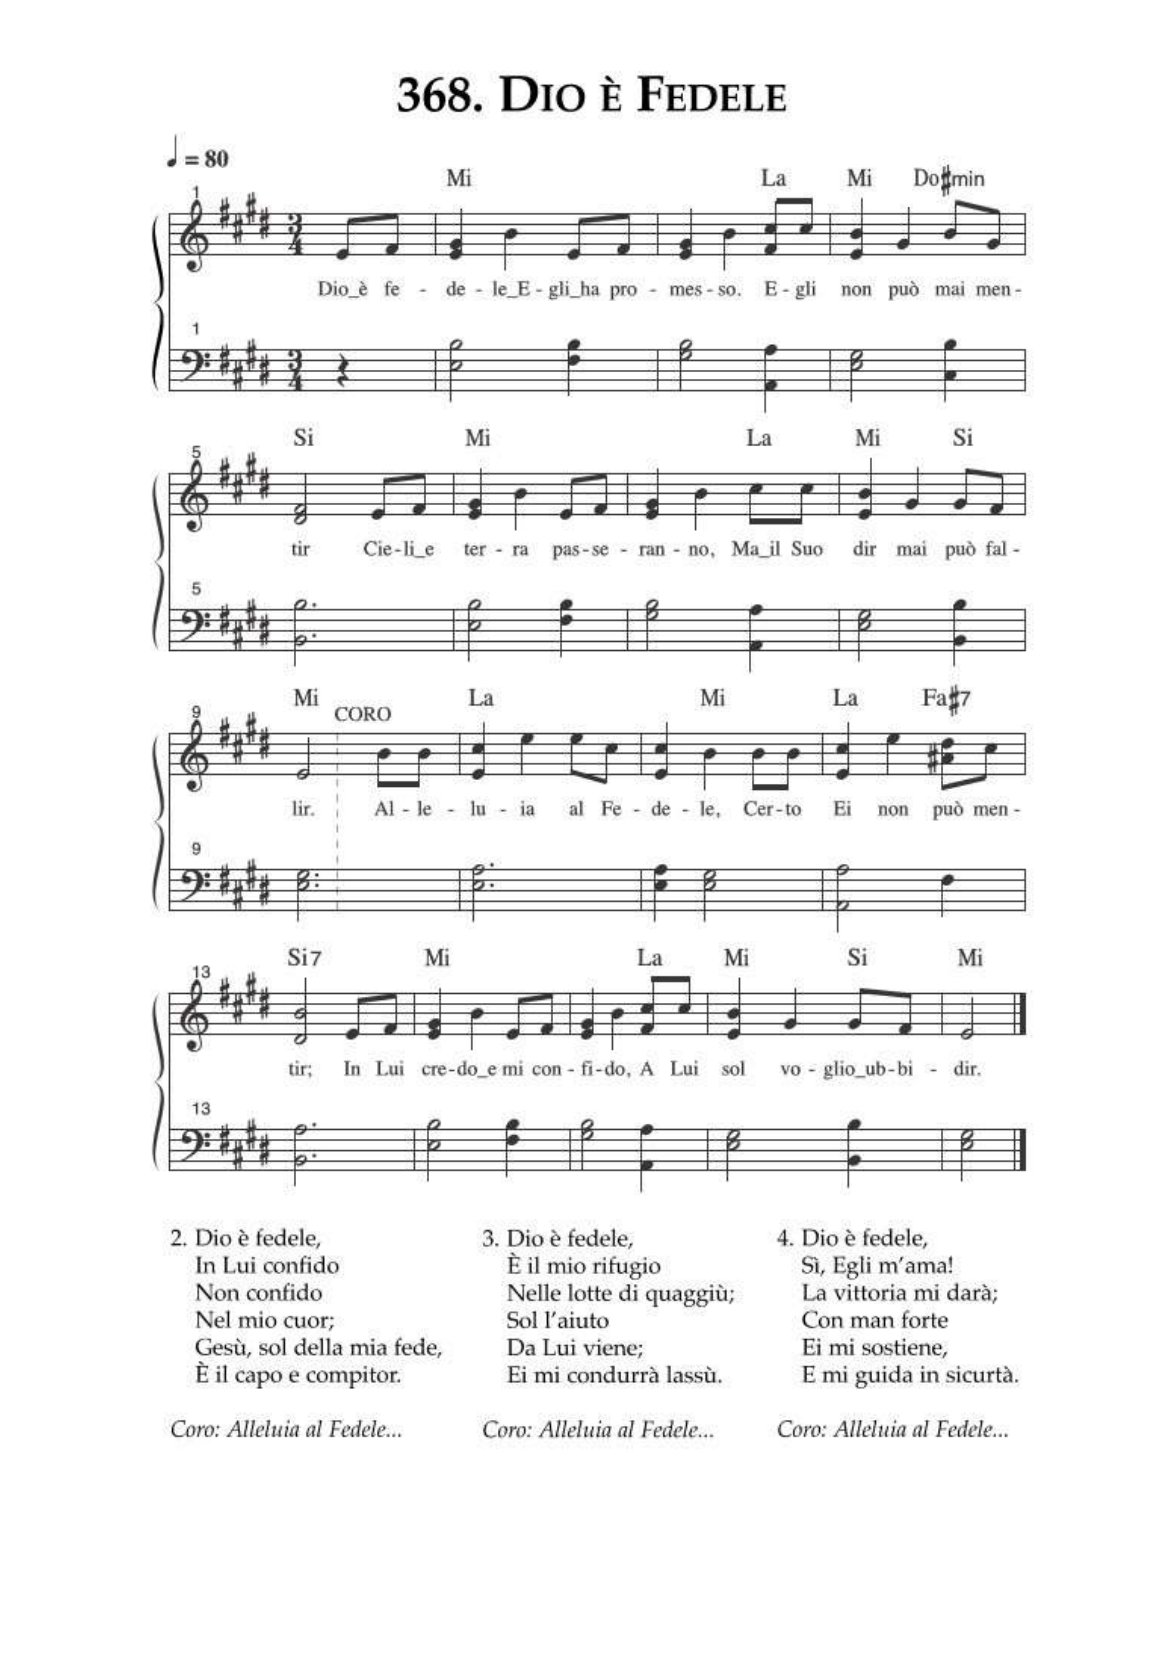 368. DIO È FEDELE
= 80
Mi La Mi Do#min
1
3 4
Dio_è fe - de - le_E - gli_ha pro - mes - so. E - gli non può mai men -
1
3 4
Si Mi La Mi Si
5
tir Cie - li_e ter - ra pas - se - ran - no, Ma_il Suo dir mai può fal -
5
Mi La Mi La Fa#7
9 CORO
lir. Al - le - lu - ia al Fe - de - le, Cer - to Ei non può men -
9
Si7 Mi La Mi Si Mi
13
tir; In Lui cre - do_e mi con - fi - do, A Lui sol vo - glio_ub - bi - dir.
13
2. Dio è fedele,
In Lui confido
Non confido
Nel mio cuor;
Gesù, sol della mia fede,
È il capo e compitor.
Coro: Alleluia al Fedele...
3. Dio è fedele,
È il mio rifugio
Nelle lotte di quaggiù;
Sol l'aiuto
Da Lui viene;
Ei mi condurrà lassù.
Coro: Alleluia al Fedele...
4. Dio è fedele,
Sì, Egli m'ama!
La vittoria mi darà;
Con man forte
Ei mi sostiene,
E mi guida in sicurtà.
Coro: Alleluia al Fedele...